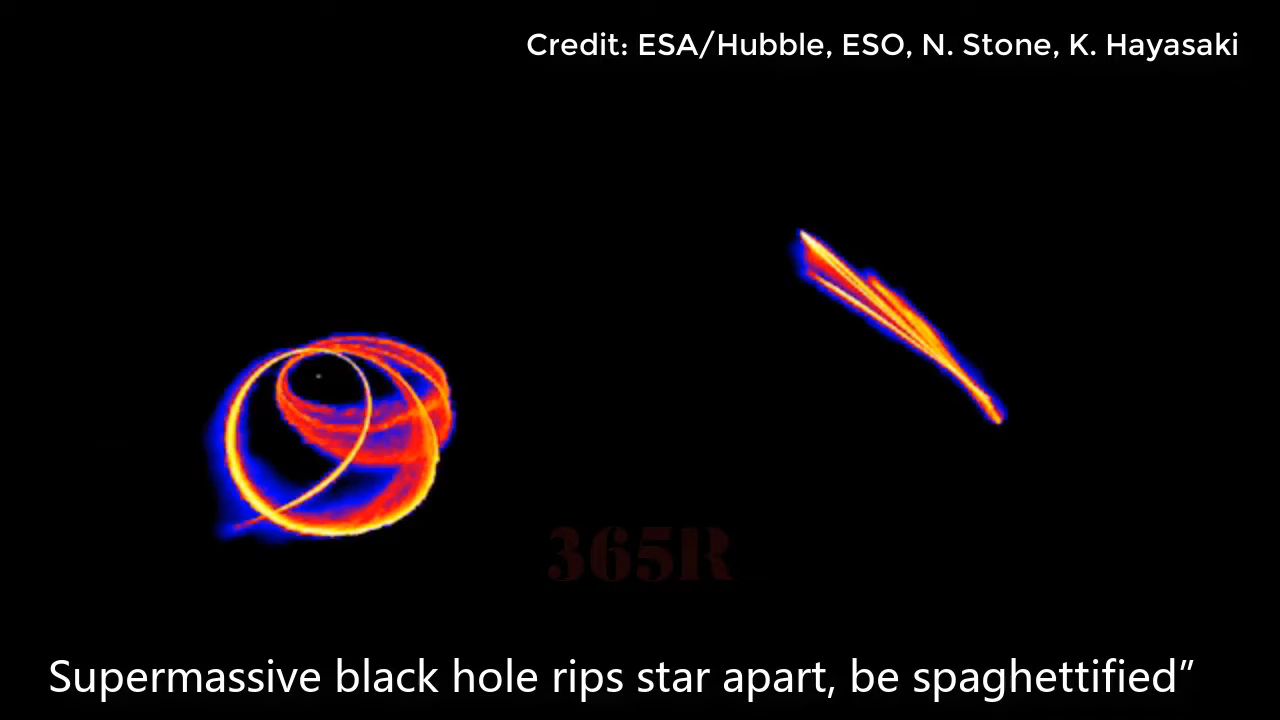 Credit: ESA/Hubble, ESO, N. Stone, K. Hayasaki
365R
Supermassive black hole rips star apart, be spaghettified”